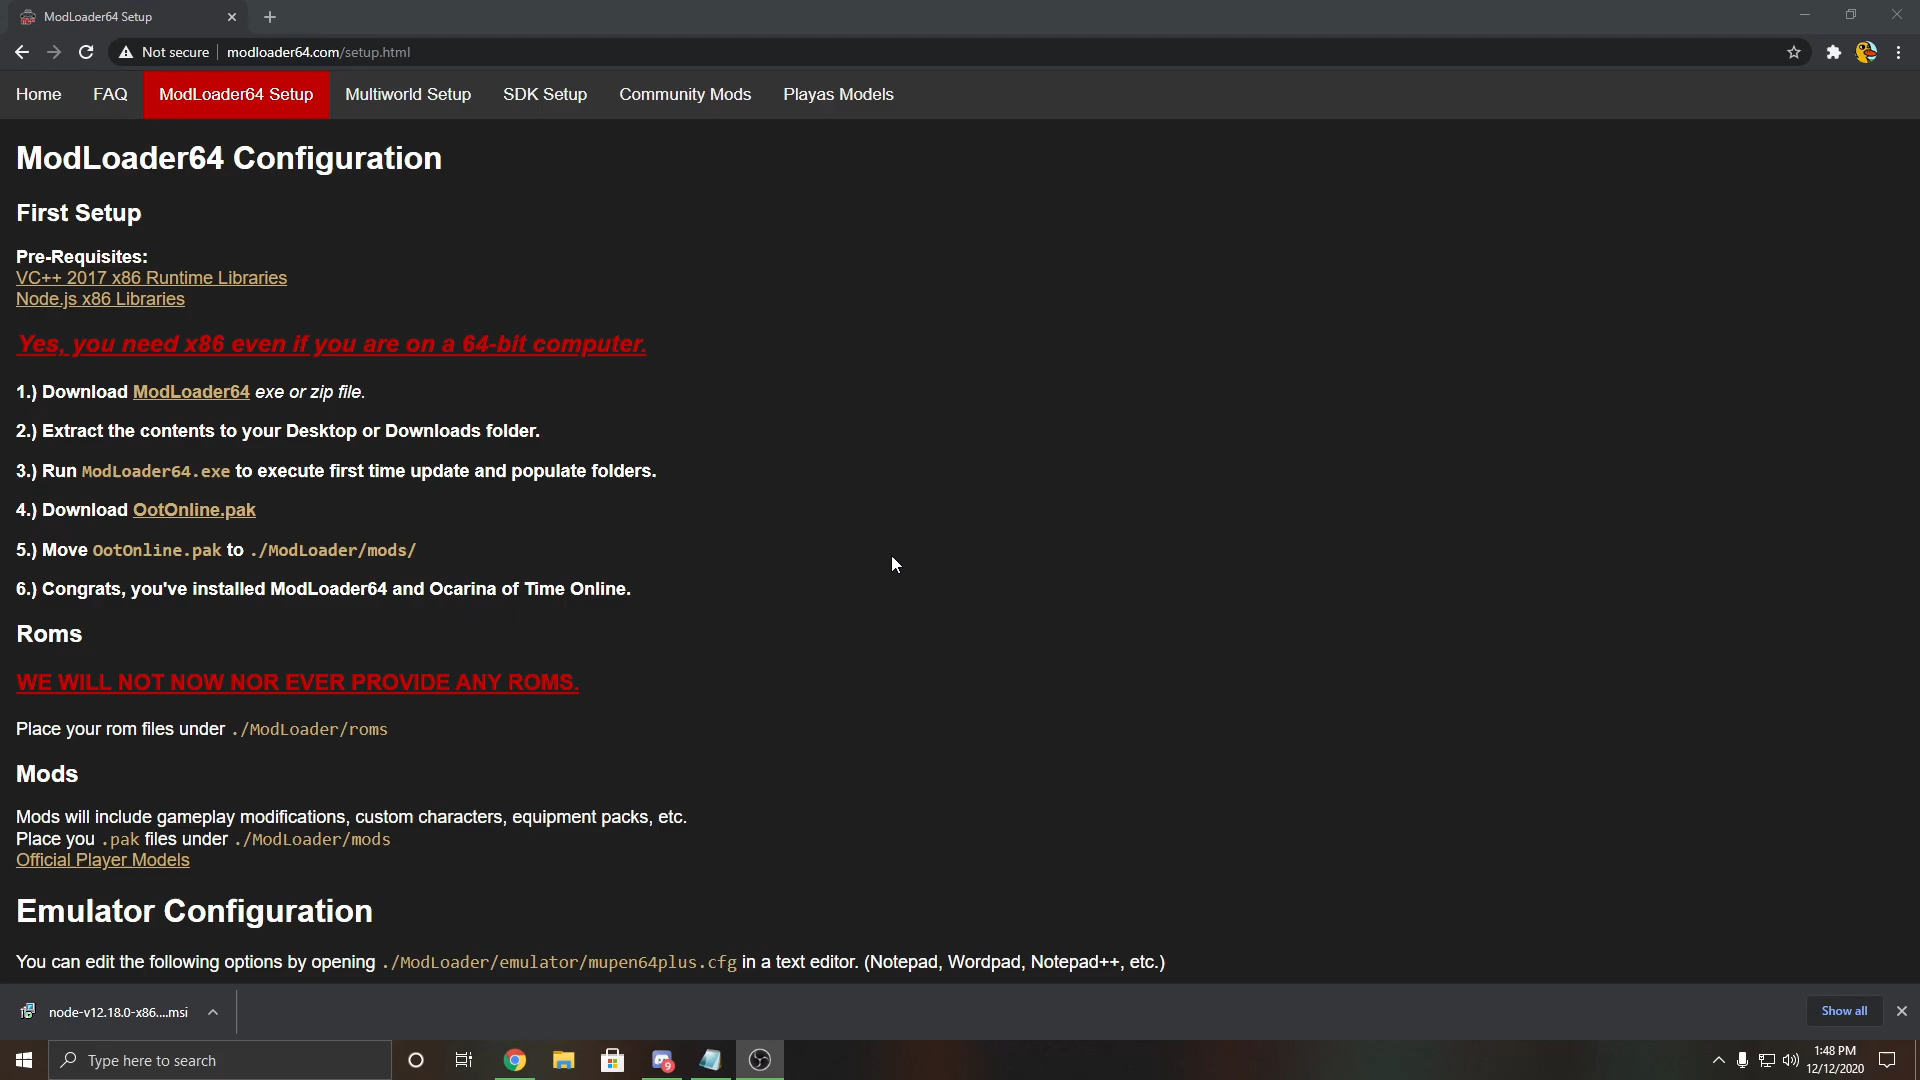 ModLoader64 Setup
Not secure modloader64.com/setup.html
Home FAQ ModLoader64 Setup Multiworld Setup SDK Setup Community Mods Playas Models
ModLoader64 Configuration
First Setup
Pre-Requisites:
VC++ 2017 x86 Runtime Libraries
Node.js x86 Libraries
Yes, you need x86 even if you are on a 64-bit computer.
1.) Download ModLoader64 exe or zip file.
2.) Extract the contents to your Desktop or Downloads folder.
3.) Run ModLoader64.exe to execute first time update and populate folders.
4.) Download OotOnline.pak
5.) Move OotOnline.pak to ./ModLoader/mods/
6.) Congrats, you've installed ModLoader64 and Ocarina of Time Online.
Roms
WE WILL NOT NOW NOR EVER PROVIDE ANY ROMS.
Place your rom files under ./ModLoader/roms
Mods
Mods will include gameplay modifications, custom characters, equipment packs, etc.
Place you .pak files under ./ModLoader/mods
Official Player Models
Emulator Configuration
You can edit the following options by opening ./ModLoader/emulator/mupen64plus.cfg in a text editor. (Notepad, Wordpad, Notepad++, etc.)
node-v12.18.0-x86....msi
Show all
Type here to search
9
1:48 PM
12/12/2020